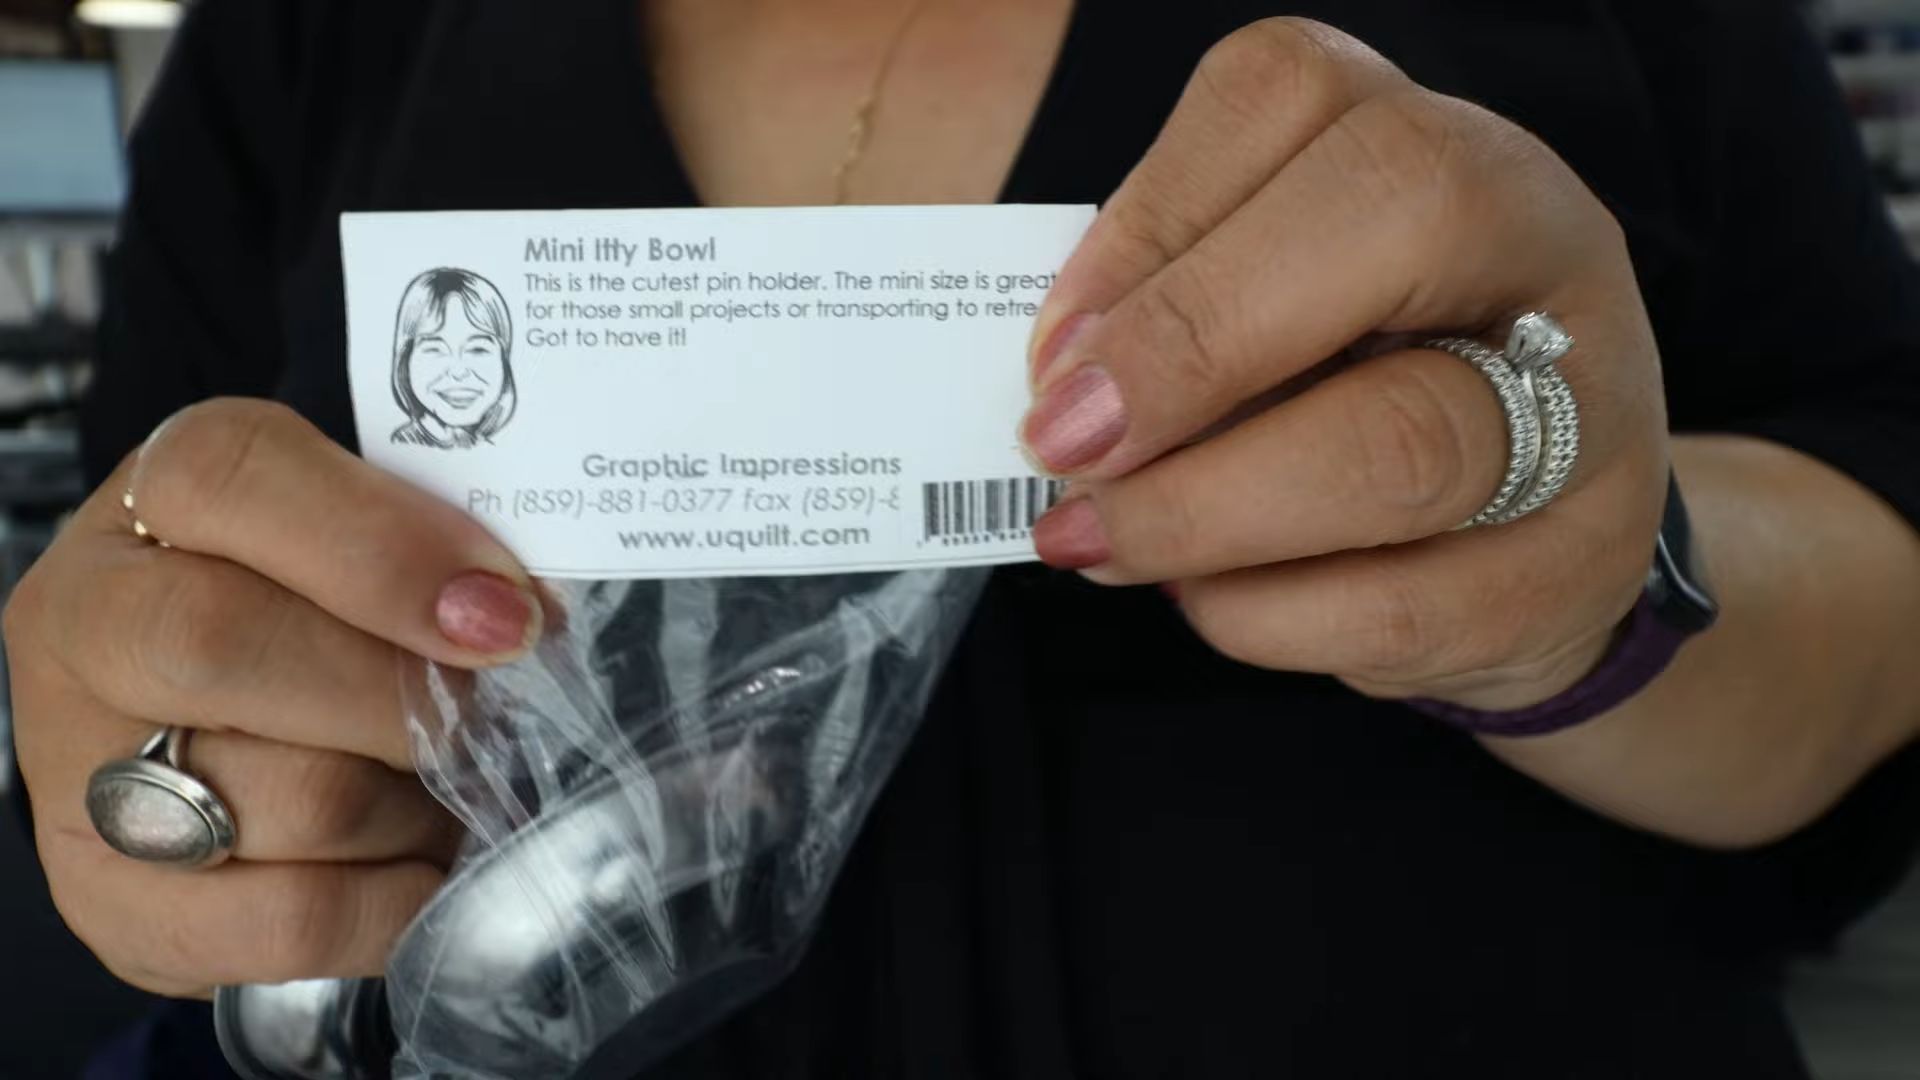 Mini Itty Bowl
This is the cutest pin holder. The mini size is great
for those small projects or transporting to retre
Got to have it!
Graphic Impressions
Ph (859)-881-0377 fax (859)-8
www.uquilt.com